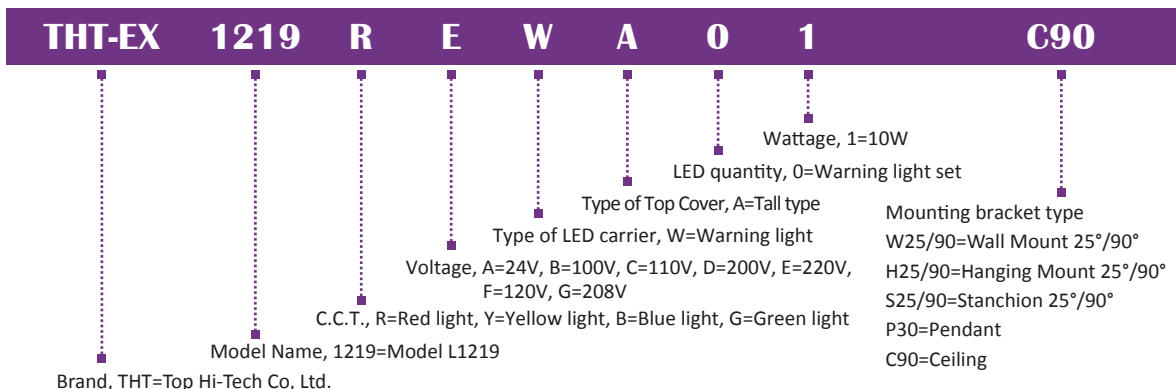 THT-EX 1219 R E W A 0 1 C90
Wattage, 1=10W
LED quantity, 0=Warning light set
Type of Top Cover, A=Tall type
Type of LED carrier, W=Warning light
Voltage, A=24V, B=100V, C=110V, D=200V, E=220V,
F=120V, G=208V
C.C.T., R=Red light, Y=Yellow light, B=Blue light, G=Green light
Model Name, 1219=Model L1219
Brand, THT=Top Hi-Tech Co, Ltd.
Mounting bracket type
W25/90=Wall Mount 25°/90°
H25/90=Hanging Mount 25°/90°
S25/90=Stanchion 25°/90°
P30=Pendant
C90=Ceiling